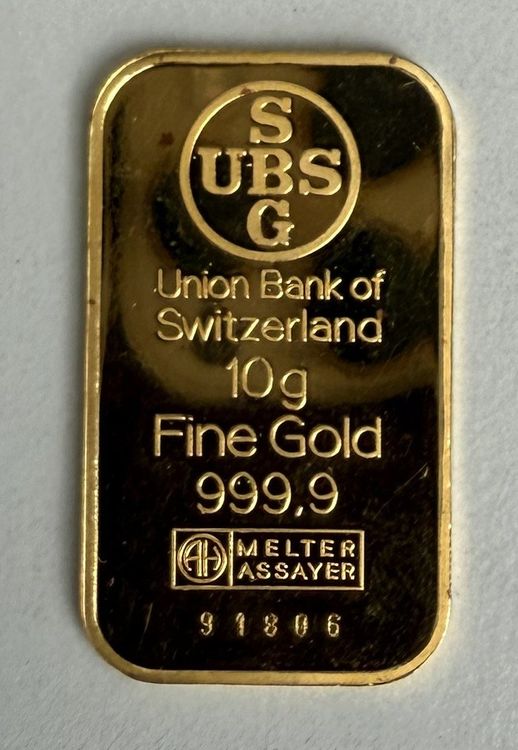 S
UBS
G
Union Bank of
Switzerland
10g
Fine Gold
999,9
AH MELTER
ASSAYER
91806